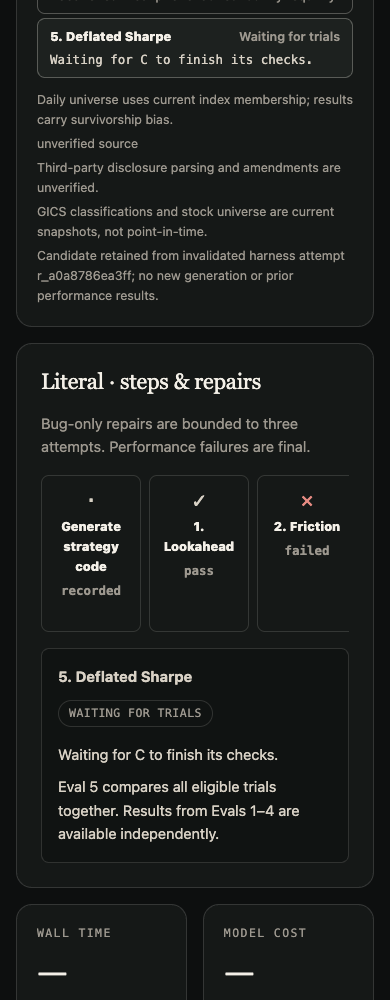 5. Deflated Sharpe
Waiting for trials
Waiting for C to finish its checks.
Daily universe uses current index membership; results
carry survivorship bias.
unverified source
Third-party disclosure parsing and amendments are
unverified.
GICS classifications and stock universe are current
snapshots, not point-in-time.
Candidate retained from invalidated harness attempt
r_a0a8786ea3ff; no new generation or prior
performance results.
Literal · steps & repairs
Bug-only repairs are bounded to three
attempts. Performance failures are final.
Generate
strategy
code
recorded
1.
Lookahead
pass
2. Friction
failed
5. Deflated Sharpe
WAITING FOR TRIALS
Waiting for C to finish its checks.
Eval 5 compares all eligible trials
together. Results from Evals 1–4 are
available independently.
WALL TIME
—
MODEL COST
—